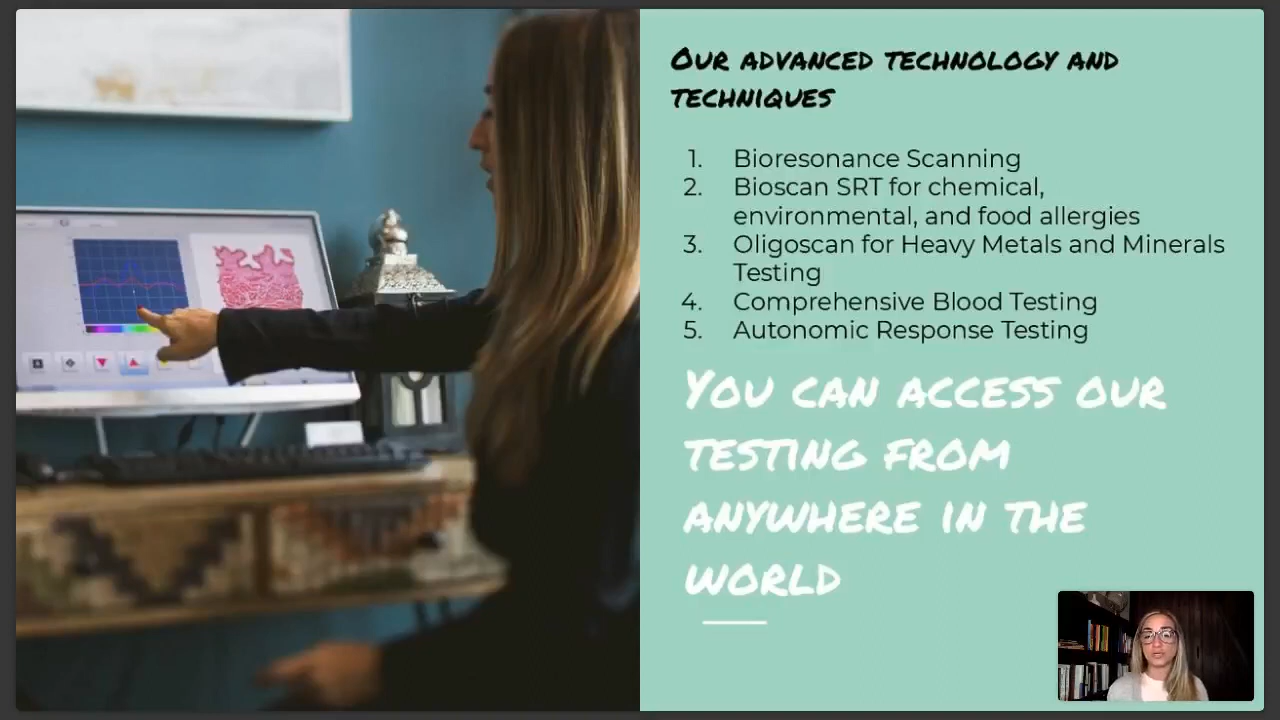 Our advanced technology and
techniques
1. Bioresonance Scanning
2. Bioscan SRT for chemical,
environmental, and food allergies
3. Oligoscan for Heavy Metals and Minerals
Testing
4. Comprehensive Blood Testing
5. Autonomic Response Testing
You can access our
testing from
anywhere in the
world